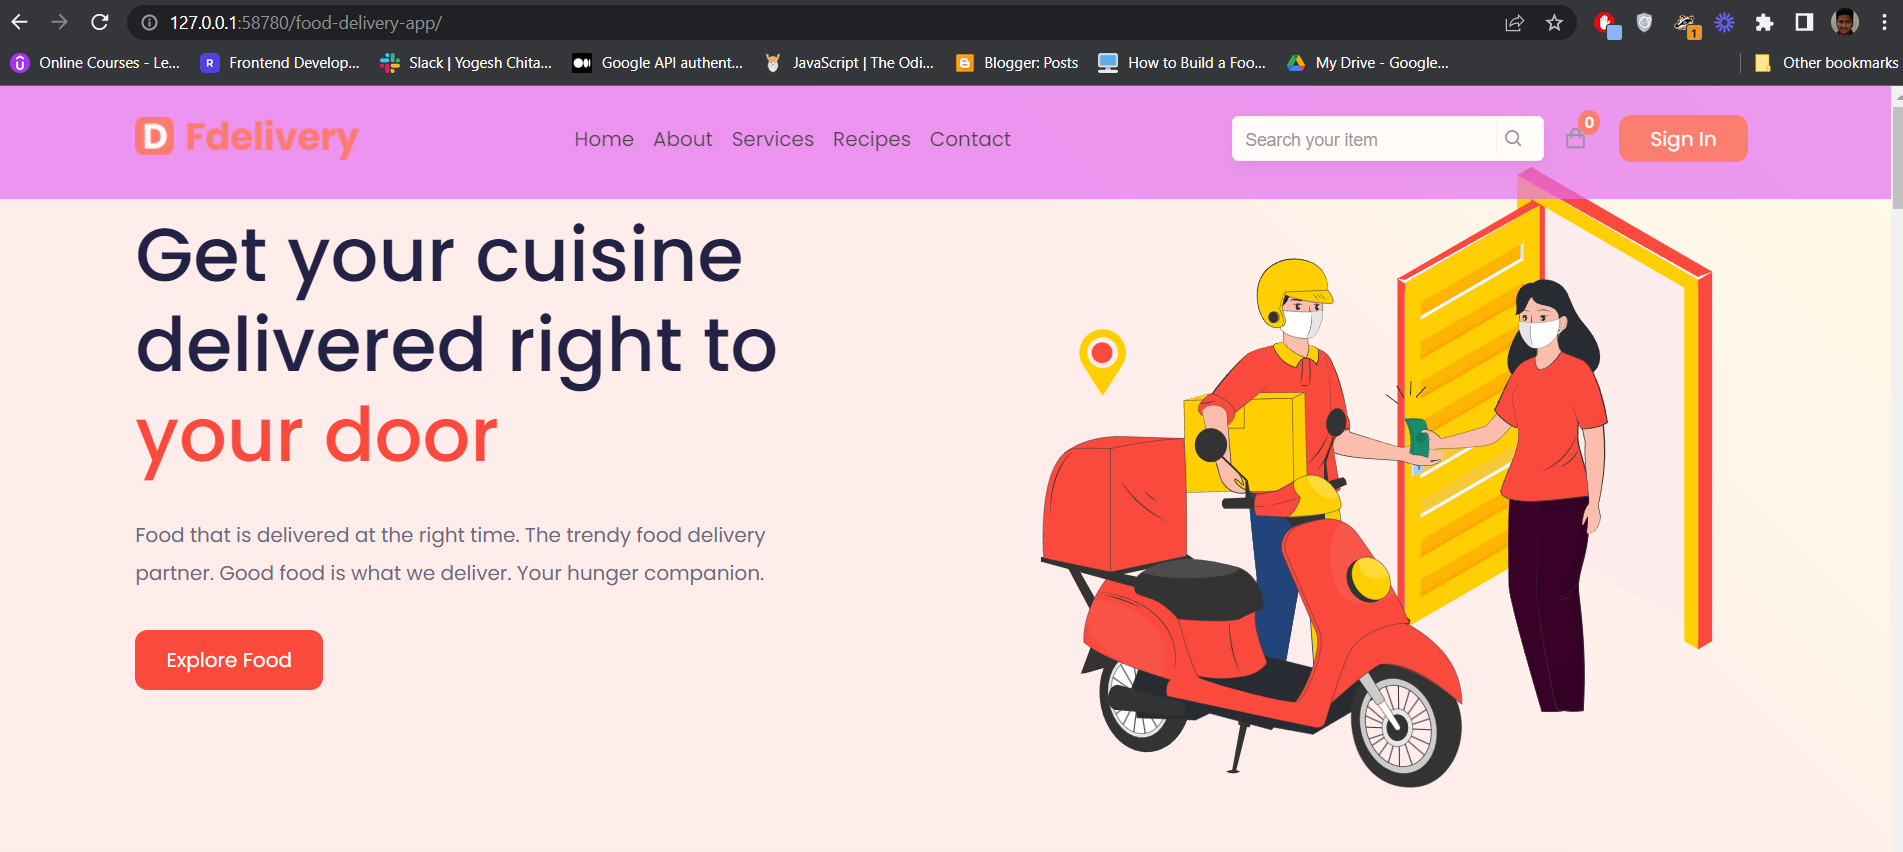 127.0.0.1:58780/food-delivery-app/
Online Courses - Le... Frontend Develop... Slack | Yogesh Chita... Google API authent... JavaScript | The Odi... Blogger: Posts How to Build a Foo... My Drive - Google... Other bookmarks
1
D Fdelivery Home About Services Recipes Contact Search your item 0 Sign In
Get your cuisine
delivered right to
your door
Food that is delivered at the right time. The trendy food delivery
partner. Good food is what we deliver. Your hunger companion.
Explore Food